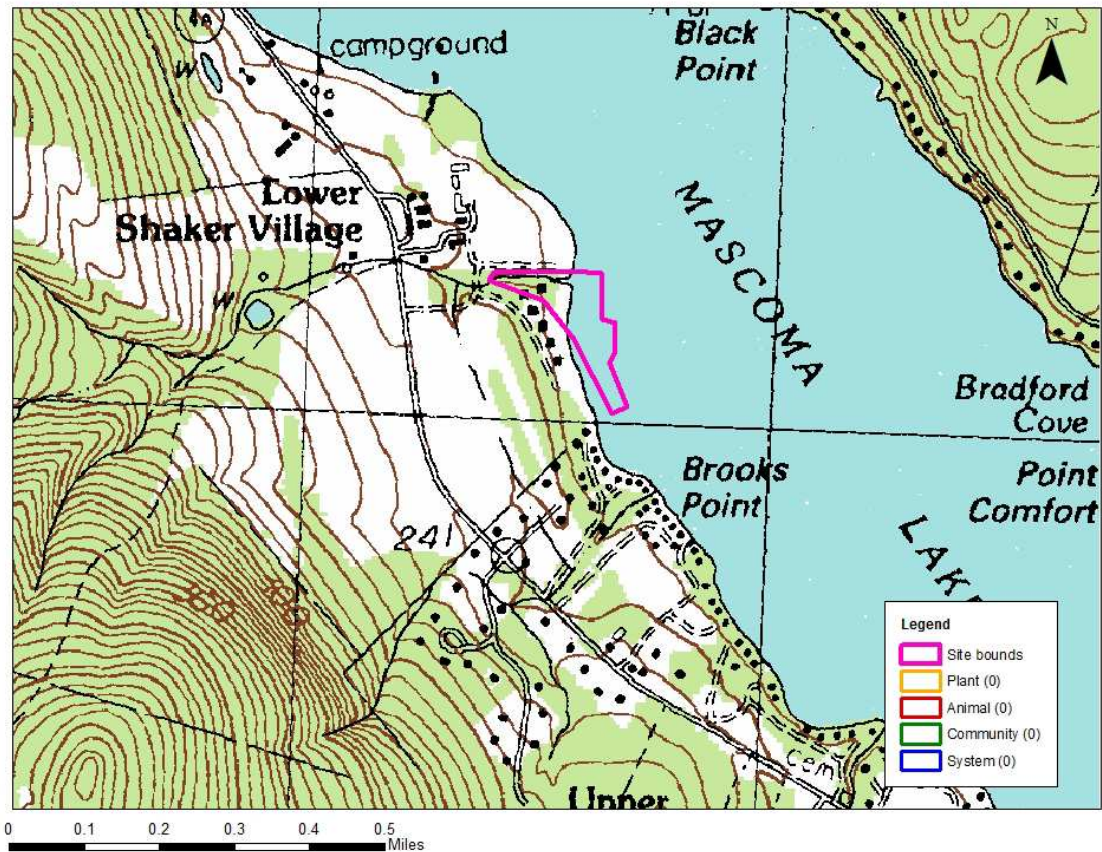 4a
Black
Point
N
campground
W
Lower
Shaker Village
W
MASCOMA
Bradford
Cove
Brooks
Point
Point
Comfort
241
LAK
Cem
Upper
Legend
Site bounds
Plant (0)
Animal (0)
Community (0)
System (0)
0 0.1 0.2 0.3 0.4 0.5
Miles